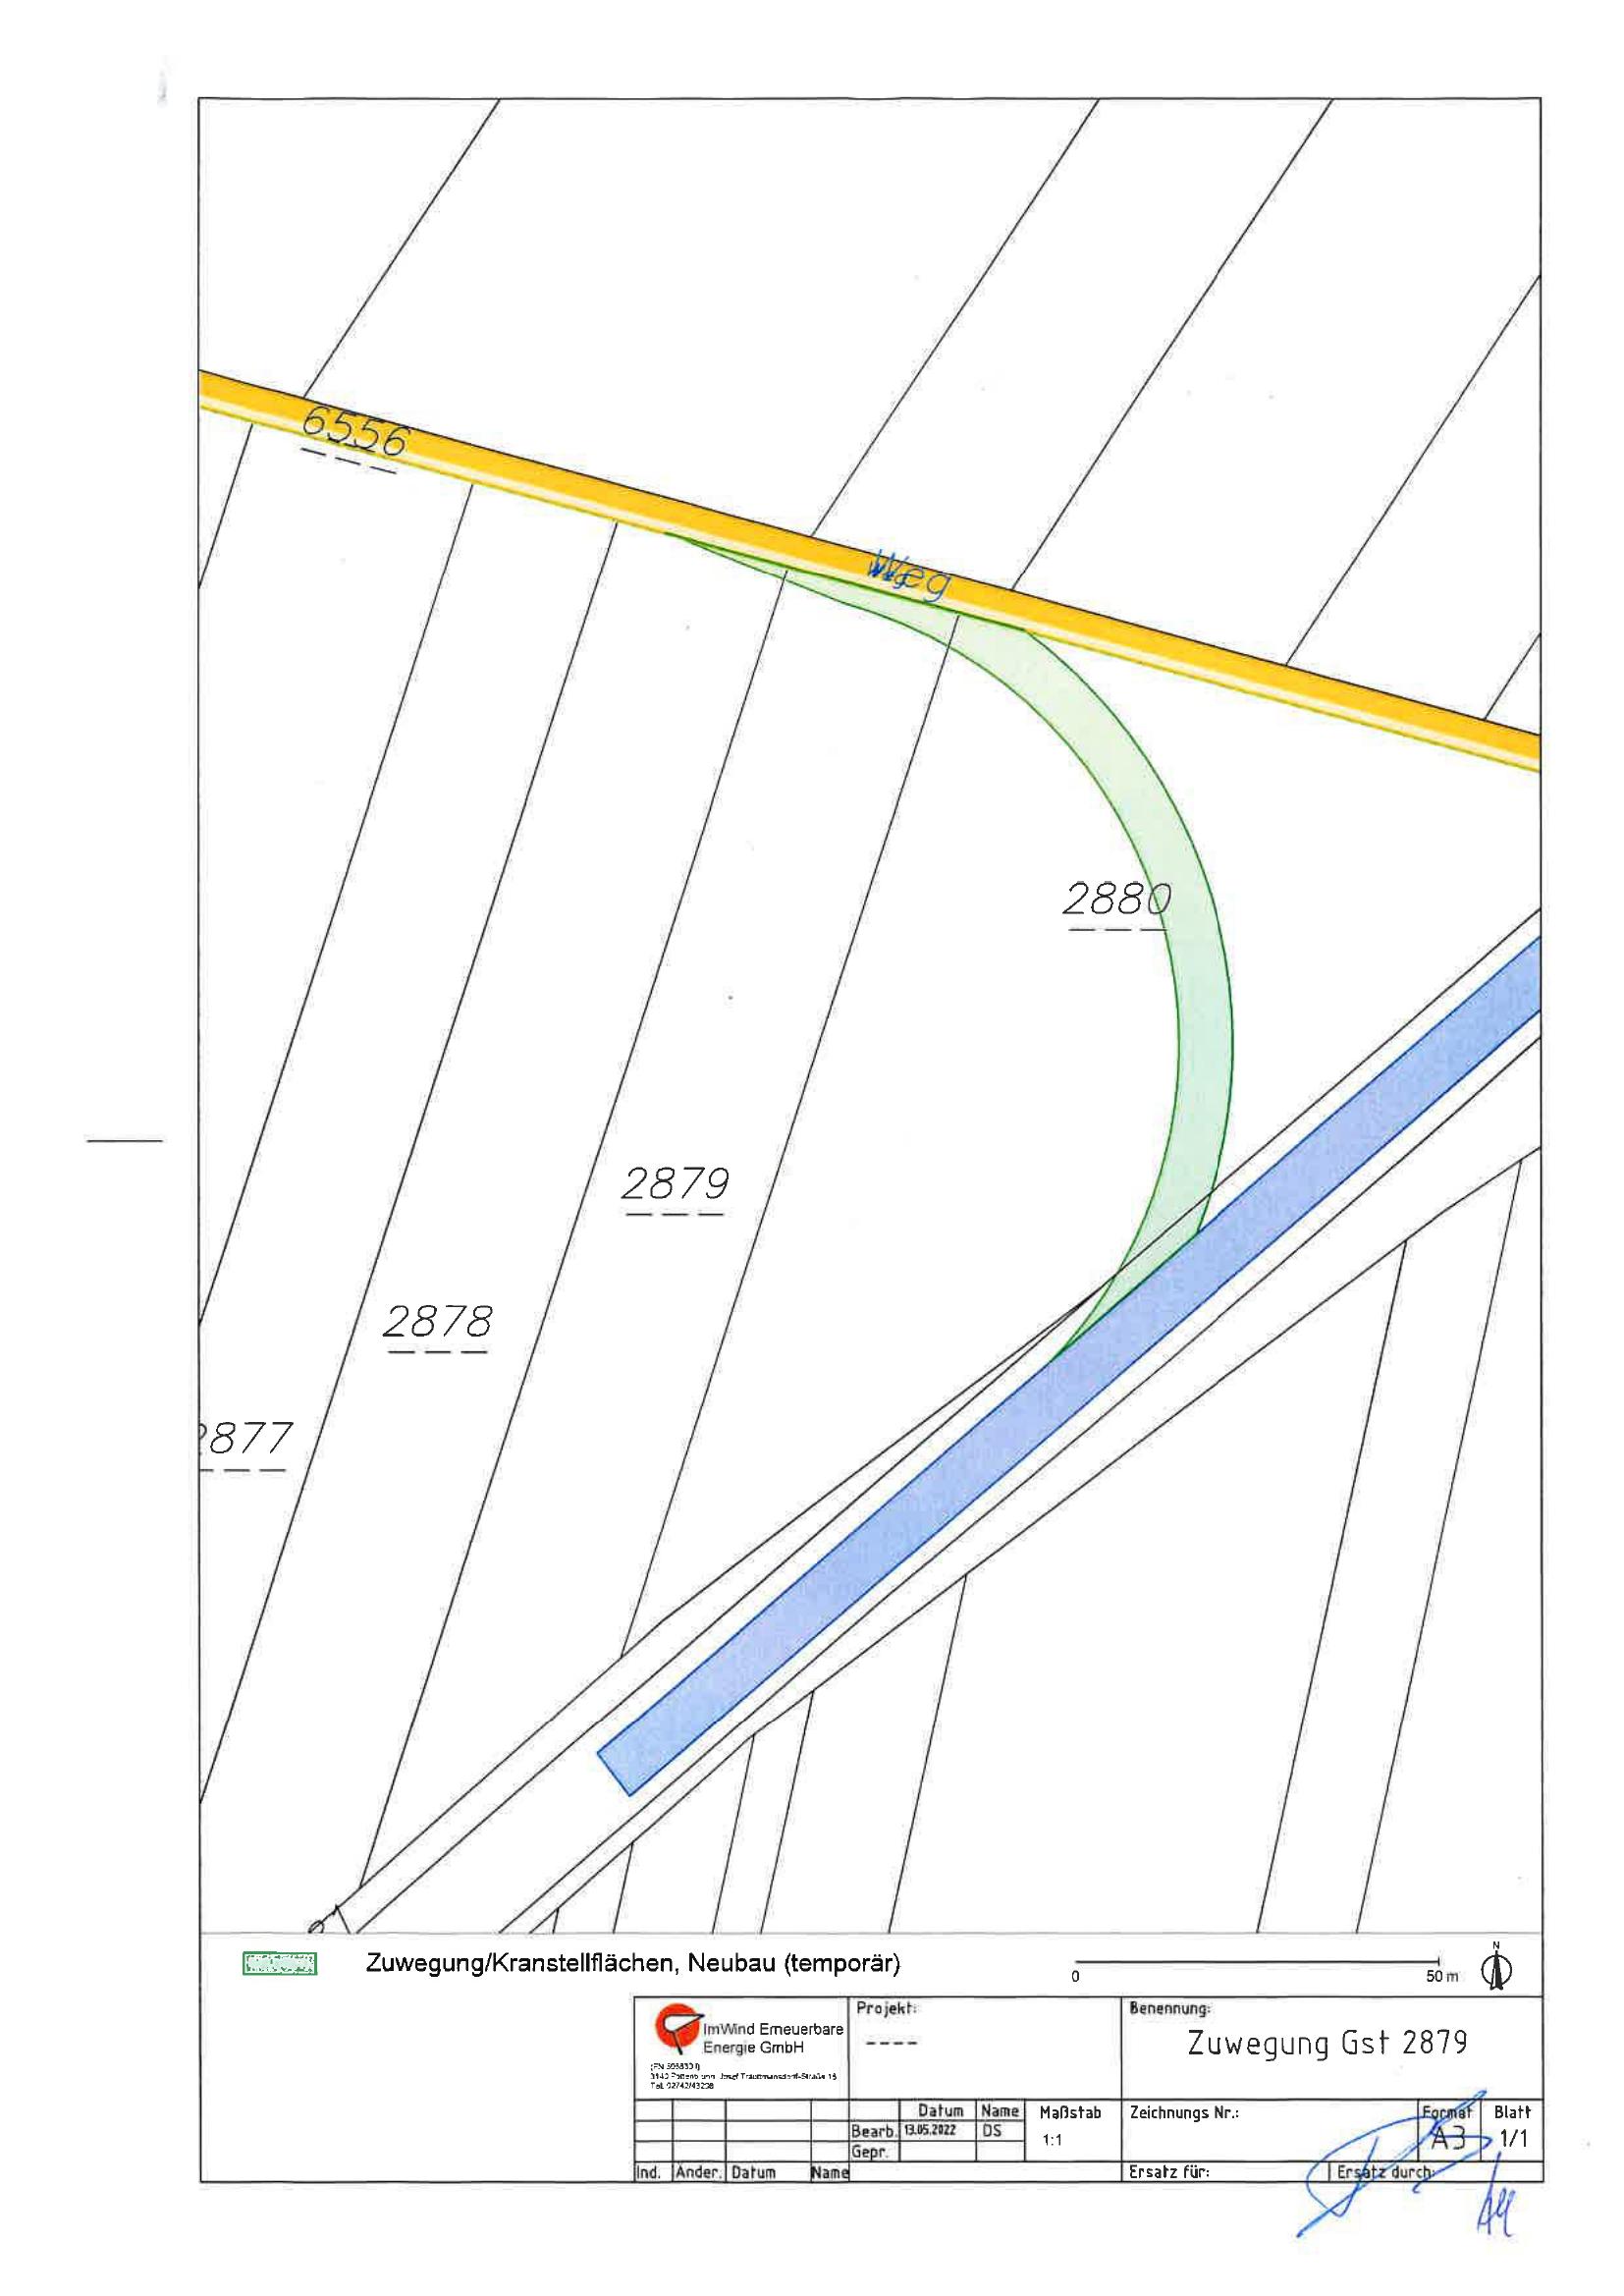 6556
Weg
2880
2879
2878
877
Zuwegung/Kranstellflächen, Neubau (temporär)
0
50 m
N
ImWind Erneuerbare
Energie GmbH
Projekt:
----
Benennung:
Zuwegung Gst 2879
Datum
Name
Maßstab
Zeichnungs Nr.:
Format
Blatt
Bearb.
13.05.2022
DS
1:1
A3
1/1
Gepr.
Ind.
Änder.
Datum
Name
Ersatz für:
Ersatz durch: